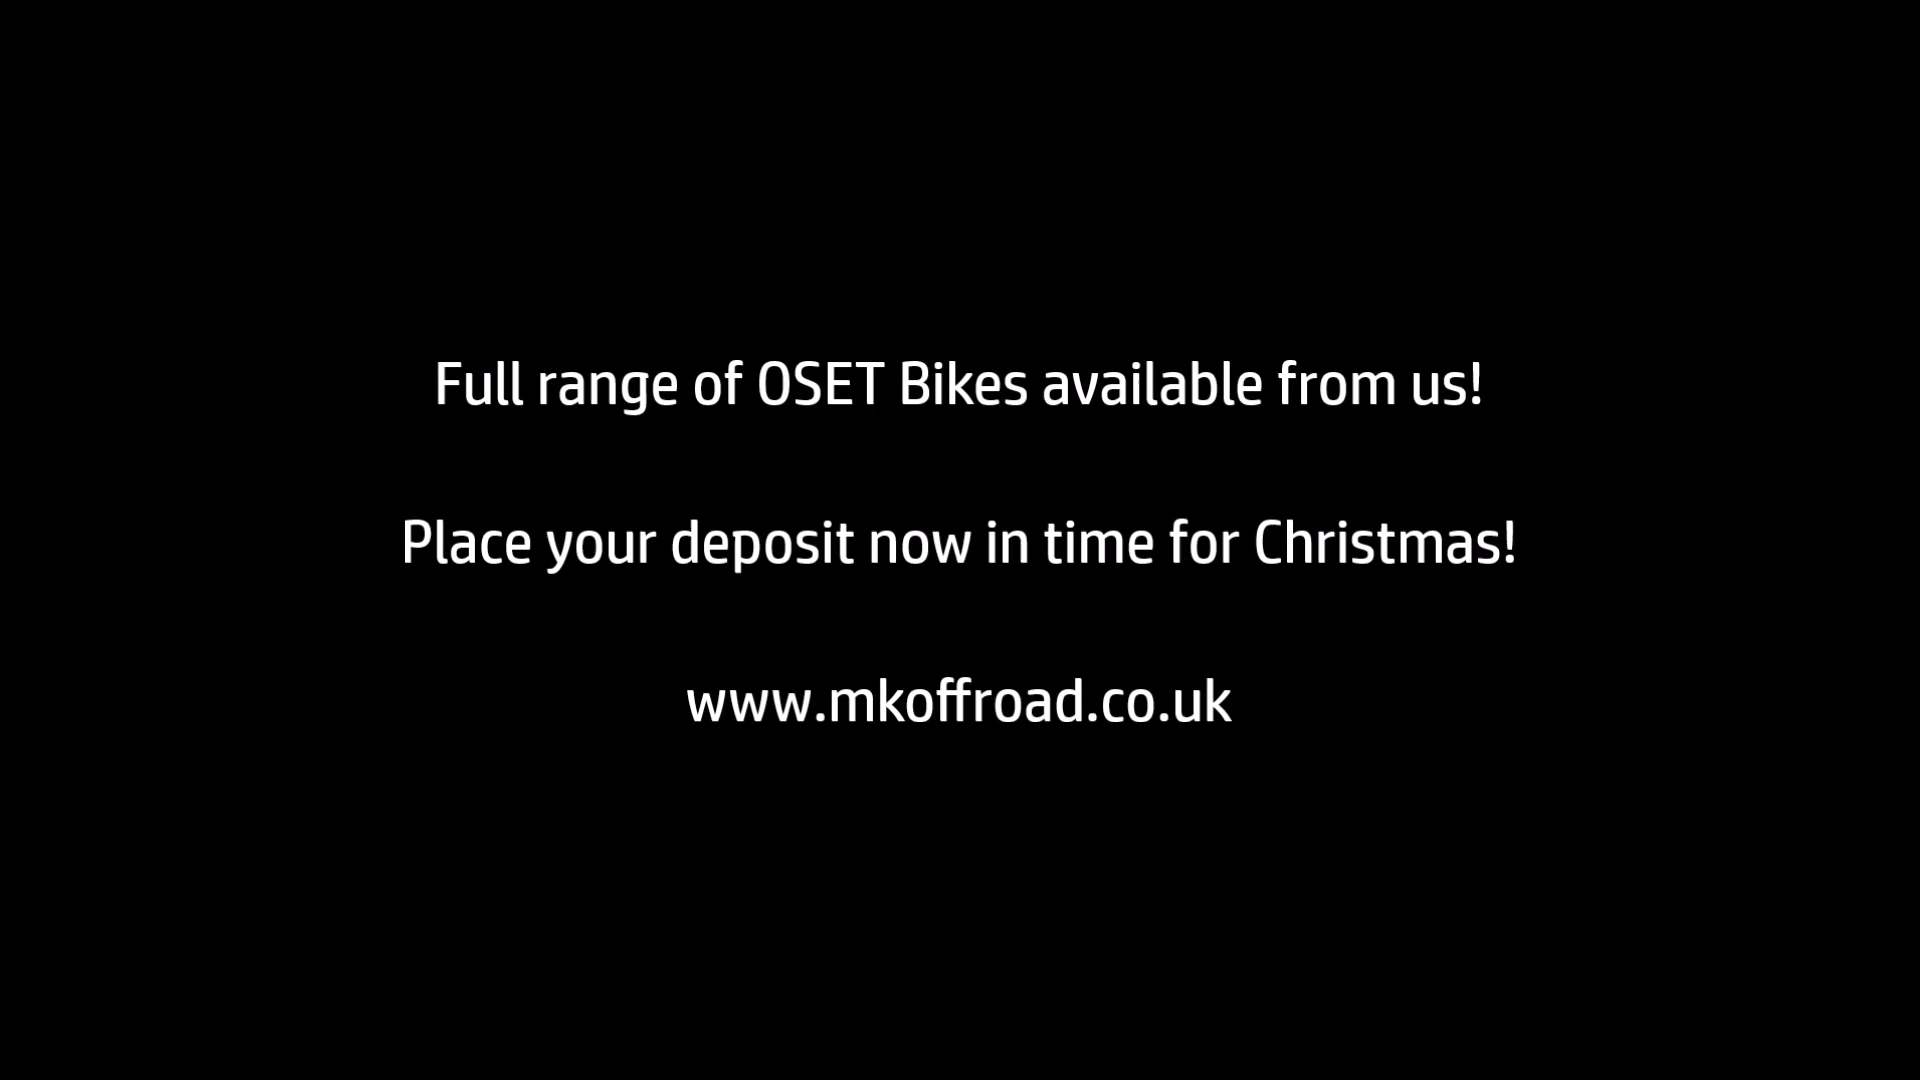 Full range of OSET Bikes available from us!
Place your deposit now in time for Christmas!
www.mkoffroad.co.uk